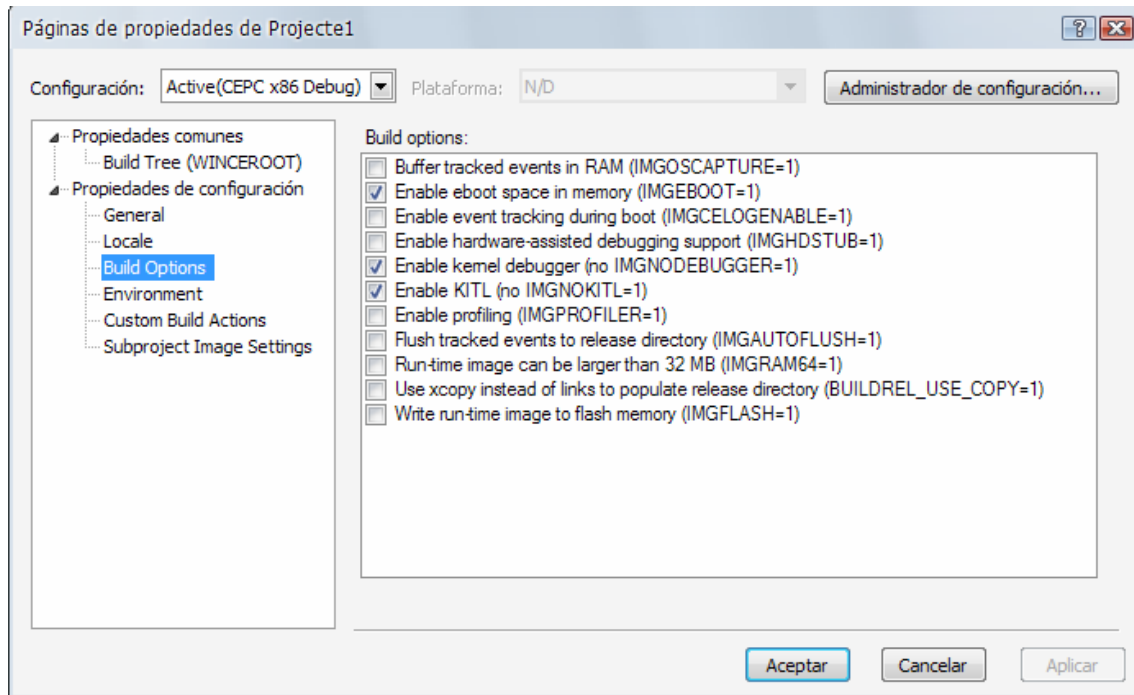 Páginas de propiedades de Projecte1
Configuración: Active(CEPC x86 Debug) Plataforma: N/D Administrador de configuración...
Propiedades comunes
Build Tree (WINCEROOT)
Propiedades de configuración
General
Locale
Build Options
Environment
Custom Build Actions
Subproject Image Settings
Build options:
Buffer tracked events in RAM (IMGOSCAPTURE=1)
Enable eboot space in memory (IMGEBOOT=1)
Enable event tracking during boot (IMGCELOGENABLE=1)
Enable hardware-assisted debugging support (IMGHDSTUB=1)
Enable kernel debugger (no IMGNODEBUGGER=1)
Enable KITL (no IMGNOKITL=1)
Enable profiling (IMGPROFILER=1)
Flush tracked events to release directory (IMGAUTOFLUSH=1)
Run-time image can be larger than 32 MB (IMGRAM64=1)
Use xcopy instead of links to populate release directory (BUILDREL_USE_COPY=1)
Write run-time image to flash memory (IMGFLASH=1)
Aceptar Cancelar Aplicar